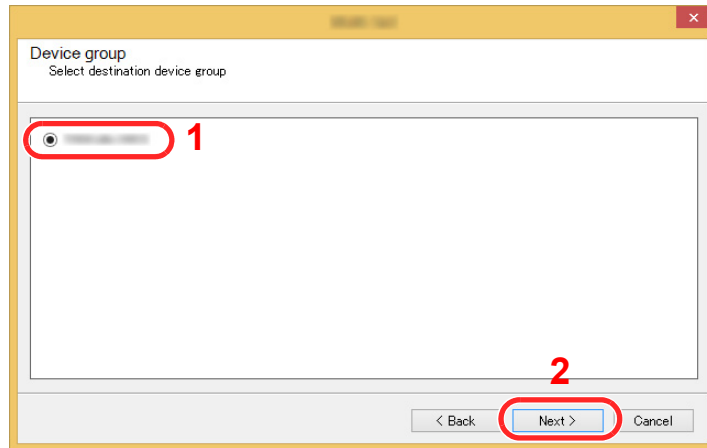 Device group
Select destination device group
1
2
< Back
Next >
Cancel